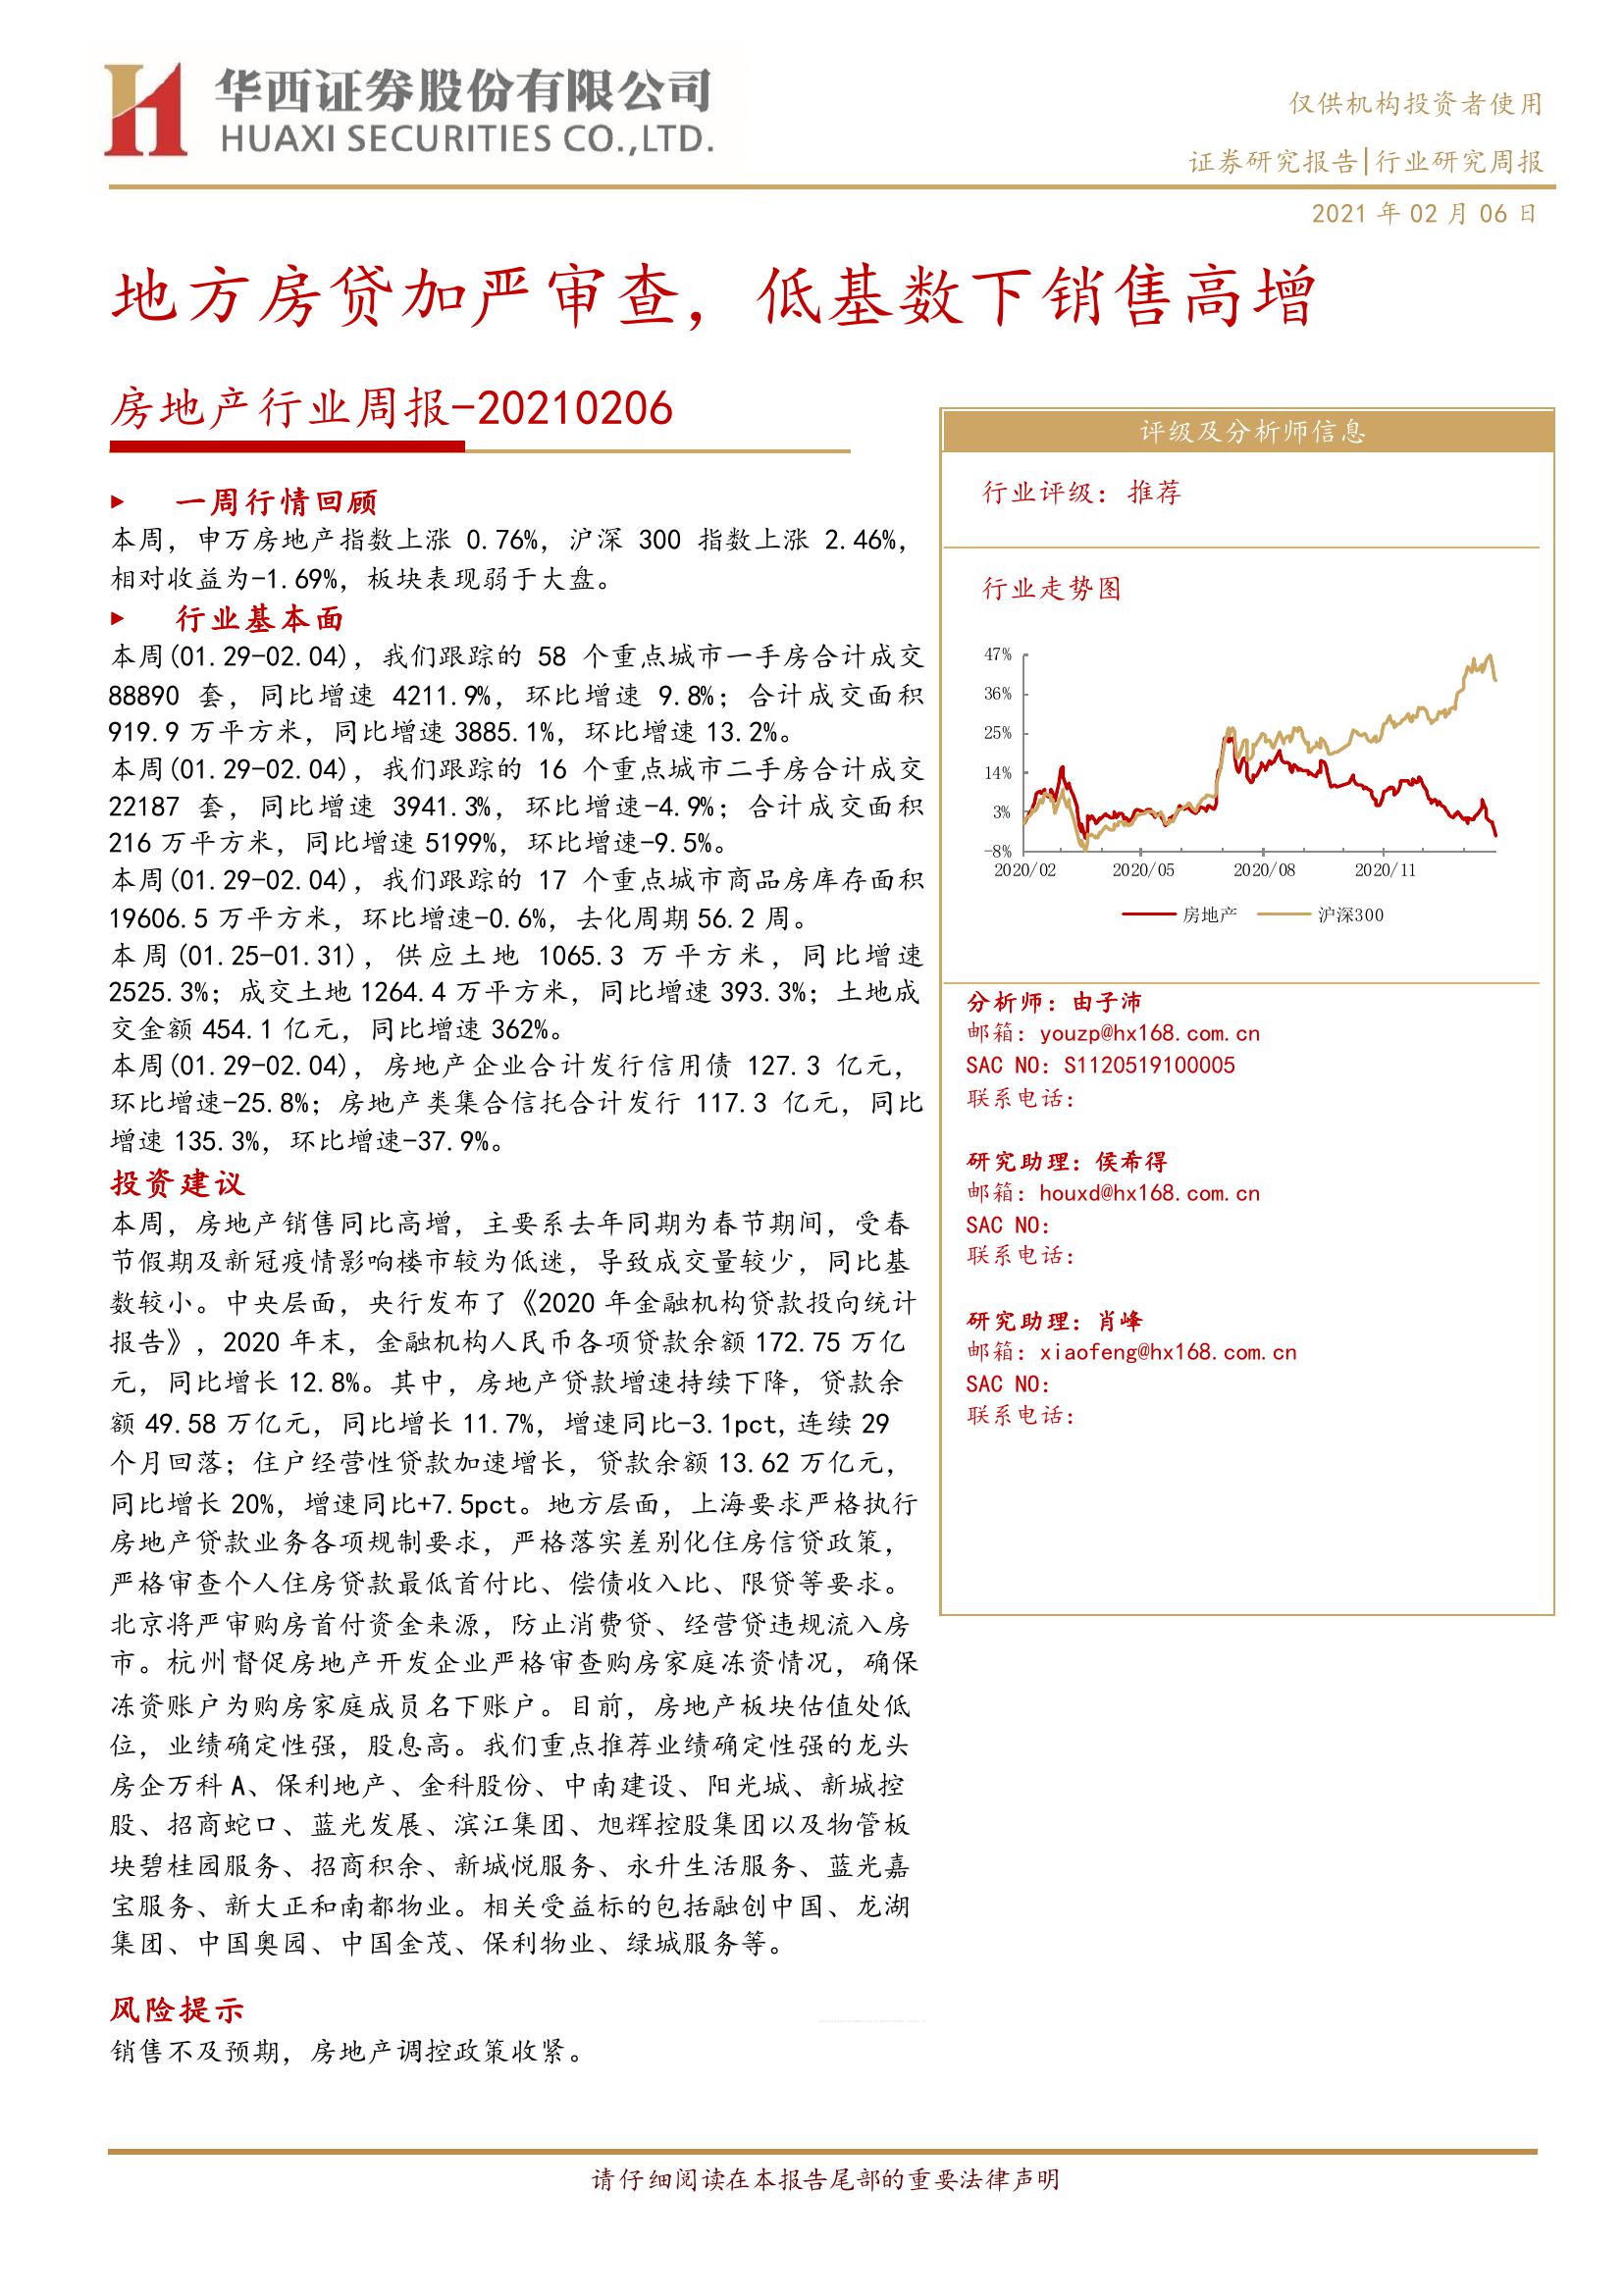 华西证券股份有限公司
HUAXI SECURITIES CO.,LTD.
仅供机构投资者使用
证券研究报告|行业研究周报
2021 年 02 月 06 日
地方房贷加严审查，低基数下销售高增
房地产行业周报-20210206
一周行情回顾
本周，申万房地产指数上涨 0.76%，沪深 300 指数上涨 2.46%，
相对收益为-1.69%，板块表现弱于大盘。
行业基本面
本周(01.29-02.04)，我们跟踪的 58 个重点城市一手房合计成交
88890 套，同比增速 4211.9%，环比增速 9.8%；合计成交面积
919.9 万平方米，同比增速 3885.1%，环比增速 13.2%。
本周(01.29-02.04)，我们跟踪的 16 个重点城市二手房合计成交
22187 套，同比增速 3941.3%，环比增速-4.9%；合计成交面积
216 万平方米，同比增速 5199%，环比增速-9.5%。
本周(01.29-02.04)，我们跟踪的 17 个重点城市商品房库存面积
19606.5 万平方米，环比增速-0.6%，去化周期 56.2 周。
本周(01.25-01.31)，供应土地 1065.3 万平方米，同比增速
2525.3%；成交土地 1264.4 万平方米，同比增速 393.3%；土地成
交金额 454.1 亿元，同比增速 362%。
本周(01.29-02.04)，房地产企业合计发行信用债 127.3 亿元，
环比增速-25.8%；房地产类集合信托合计发行 117.3 亿元，同比
增速 135.3%，环比增速-37.9%。
投资建议
本周，房地产销售同比高增，主要系去年同期为春节期间，受春
节假期及新冠疫情影响楼市较为低迷，导致成交量较少，同比基
数较小。中央层面，央行发布了《2020 年金融机构贷款投向统计
报告》，2020 年末，金融机构人民币各项贷款余额 172.75 万亿
元，同比增长 12.8%。其中，房地产贷款增速持续下降，贷款余
额 49.58 万亿元，同比增长 11.7%，增速同比-3.1pct,连续 29
个月回落；住户经营性贷款加速增长，贷款余额 13.62 万亿元，
同比增长 20%，增速同比+7.5pct。地方层面，上海要求严格执行
房地产贷款业务各项规制要求，严格落实差别化住房信贷政策，
严格审查个人住房贷款最低首付比、偿债收入比、限贷等要求。
北京将严审购房首付资金来源，防止消费贷、经营贷违规流入房
市。杭州督促房地产开发企业严格审查购房家庭冻资情况，确保
冻资账户为购房家庭成员名下账户。目前，房地产板块估值处低
位，业绩确定性强，股息高。我们重点推荐业绩确定性强的龙头
房企万科 A、保利地产、金科股份、中南建设、阳光城、新城控
股、招商蛇口、蓝光发展、滨江集团、旭辉控股集团以及物管板
块碧桂园服务、招商积余、新城悦服务、永升生活服务、蓝光嘉
宝服务、新大正和南都物业。相关受益标的包括融创中国、龙湖
集团、中国奥园、中国金茂、保利物业、绿城服务等。
风险提示
销售不及预期，房地产调控政策收紧。
评级及分析师信息
行业评级：推荐
行业走势图
47%
36%
25%
14%
3%
-8%
2020/02 2020/05 2020/08 2020/11
房地产 沪深300
分析师：由子沛
邮箱：youzp@hx168.com.cn
SAC NO：S1120519100005
联系电话：
研究助理：侯希得
邮箱：houxd@hx168.com.cn
SAC NO：
联系电话：
研究助理：肖峰
邮箱：xiaofeng@hx168.com.cn
SAC NO：
联系电话：
请仔细阅读在本报告尾部的重要法律声明